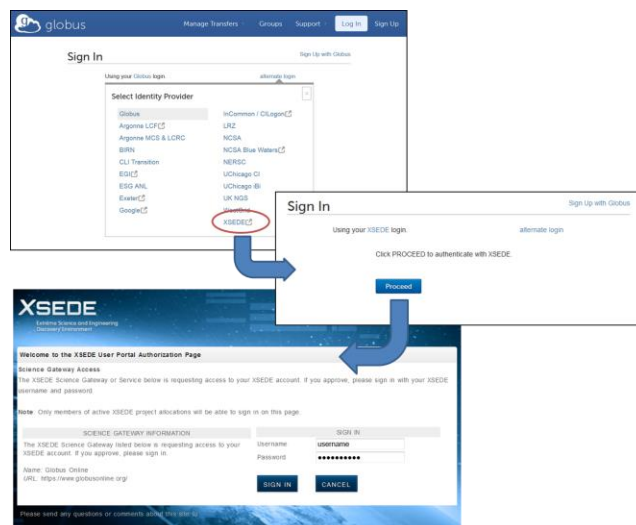 globus
Manage Transfers Groups Support Log In Sign Up
Sign In
Sign Up with Globus
Using your Globus login
alternate login
Select Identity Provider
Globus
Argonne LCF
Argonne MCS & LCRC
BIRN
CLI Transition
EGI
ESG ANL
Exeter
Google
InCommon / CILogon
LRZ
NCSA
NCSA Blue Waters
NERSC
UChicago CI
UChicago iBi
UK NGS
WestGrid
XSEDE
Sign In
Sign Up with Globus
Using your XSEDE login.
alternate login
Click PROCEED to authenticate with XSEDE.
Proceed
XSEDE
Extreme Science and Engineering
Discovery Environment
Welcome to the XSEDE User Portal Authorization Page
Science Gateway Access
The XSEDE Science Gateway or Service below is requesting access to your XSEDE account. If you approve, please sign in with your XSEDE
username and password.
Note: Only members of active XSEDE project allocations will be able to sign in on this page.
SCIENCE GATEWAY INFORMATION
The XSEDE Science Gateway listed below is requesting access to your
XSEDE account. If you approve, please sign in.
Name: Globus Online
URL: https://www.globusonline.org/
SIGN IN
Username username
Password
SIGN IN CANCEL
Please send any questions or comments about this site to